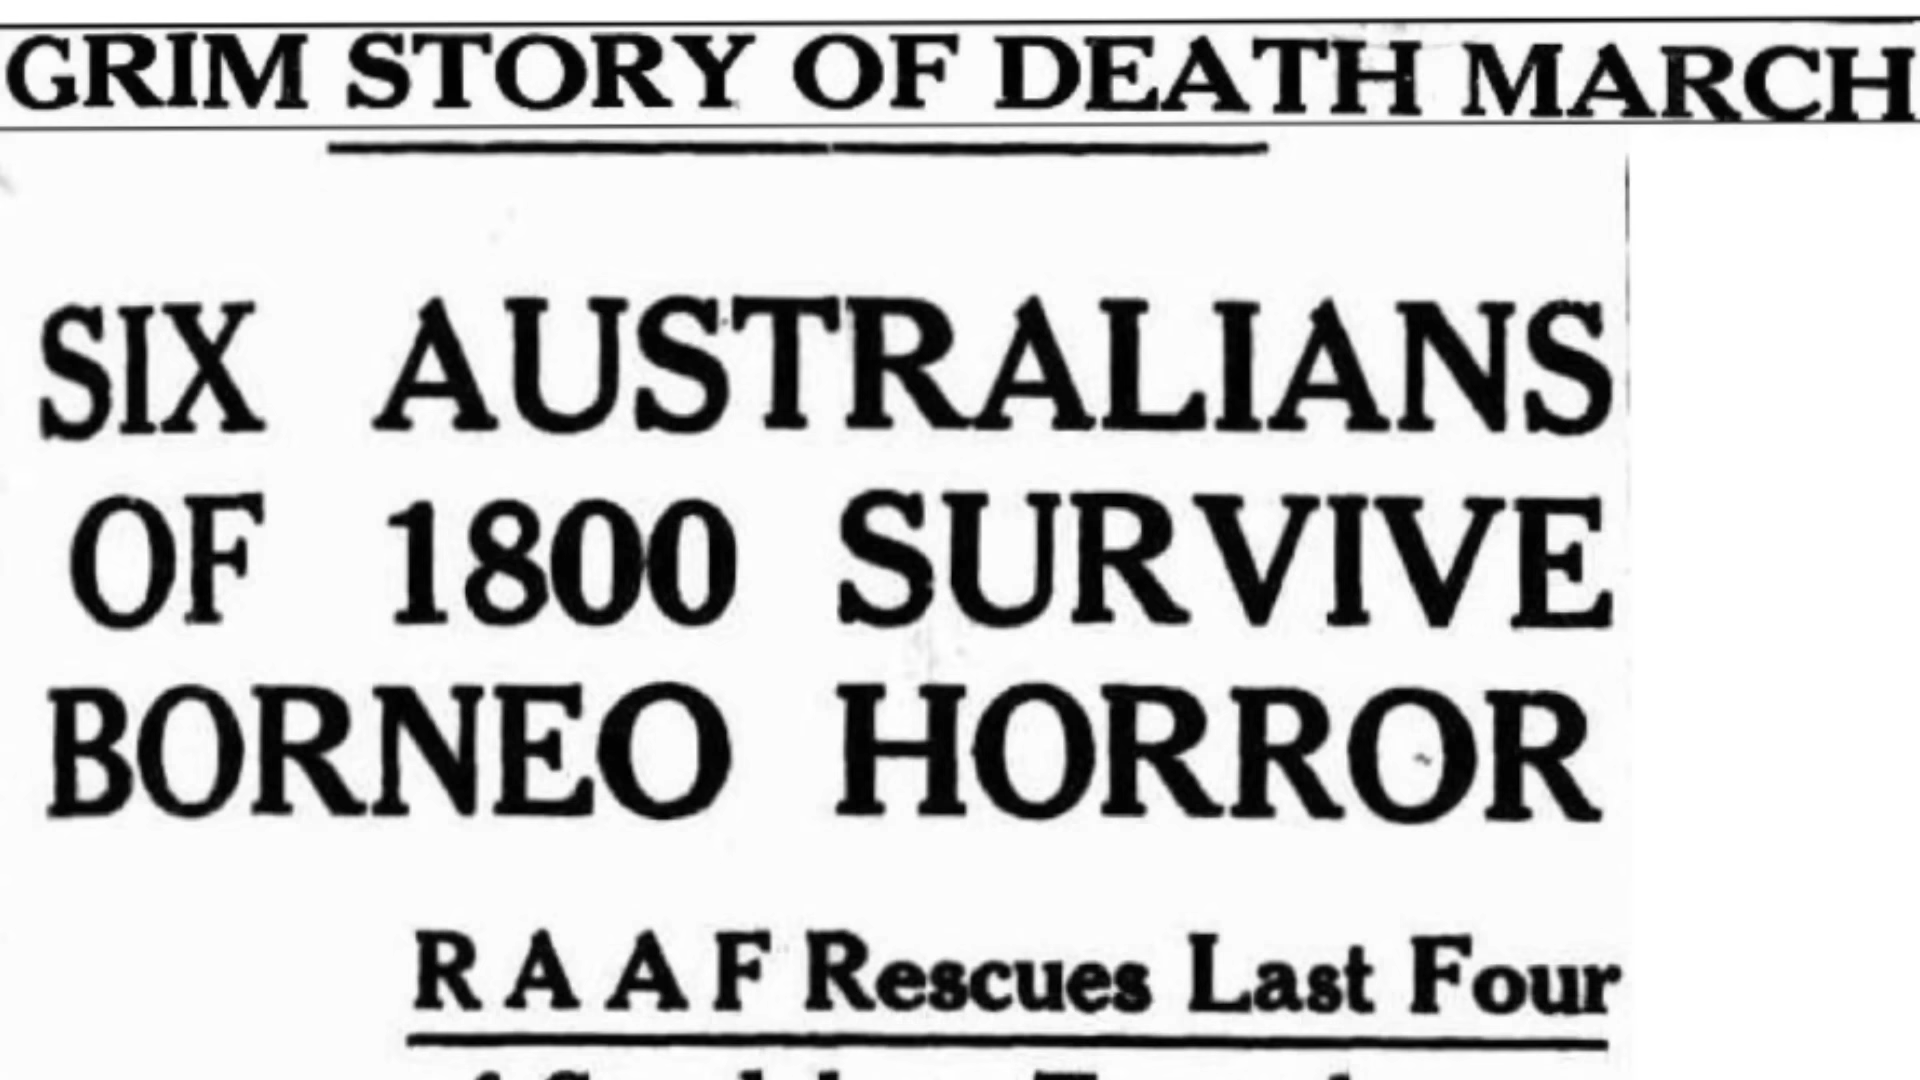 GRIM STORY OF DEATH MARCH
SIX AUSTRALIANS
OF 1800 SURVIVE
BORNEO HORROR
R A A F Rescues Last Four